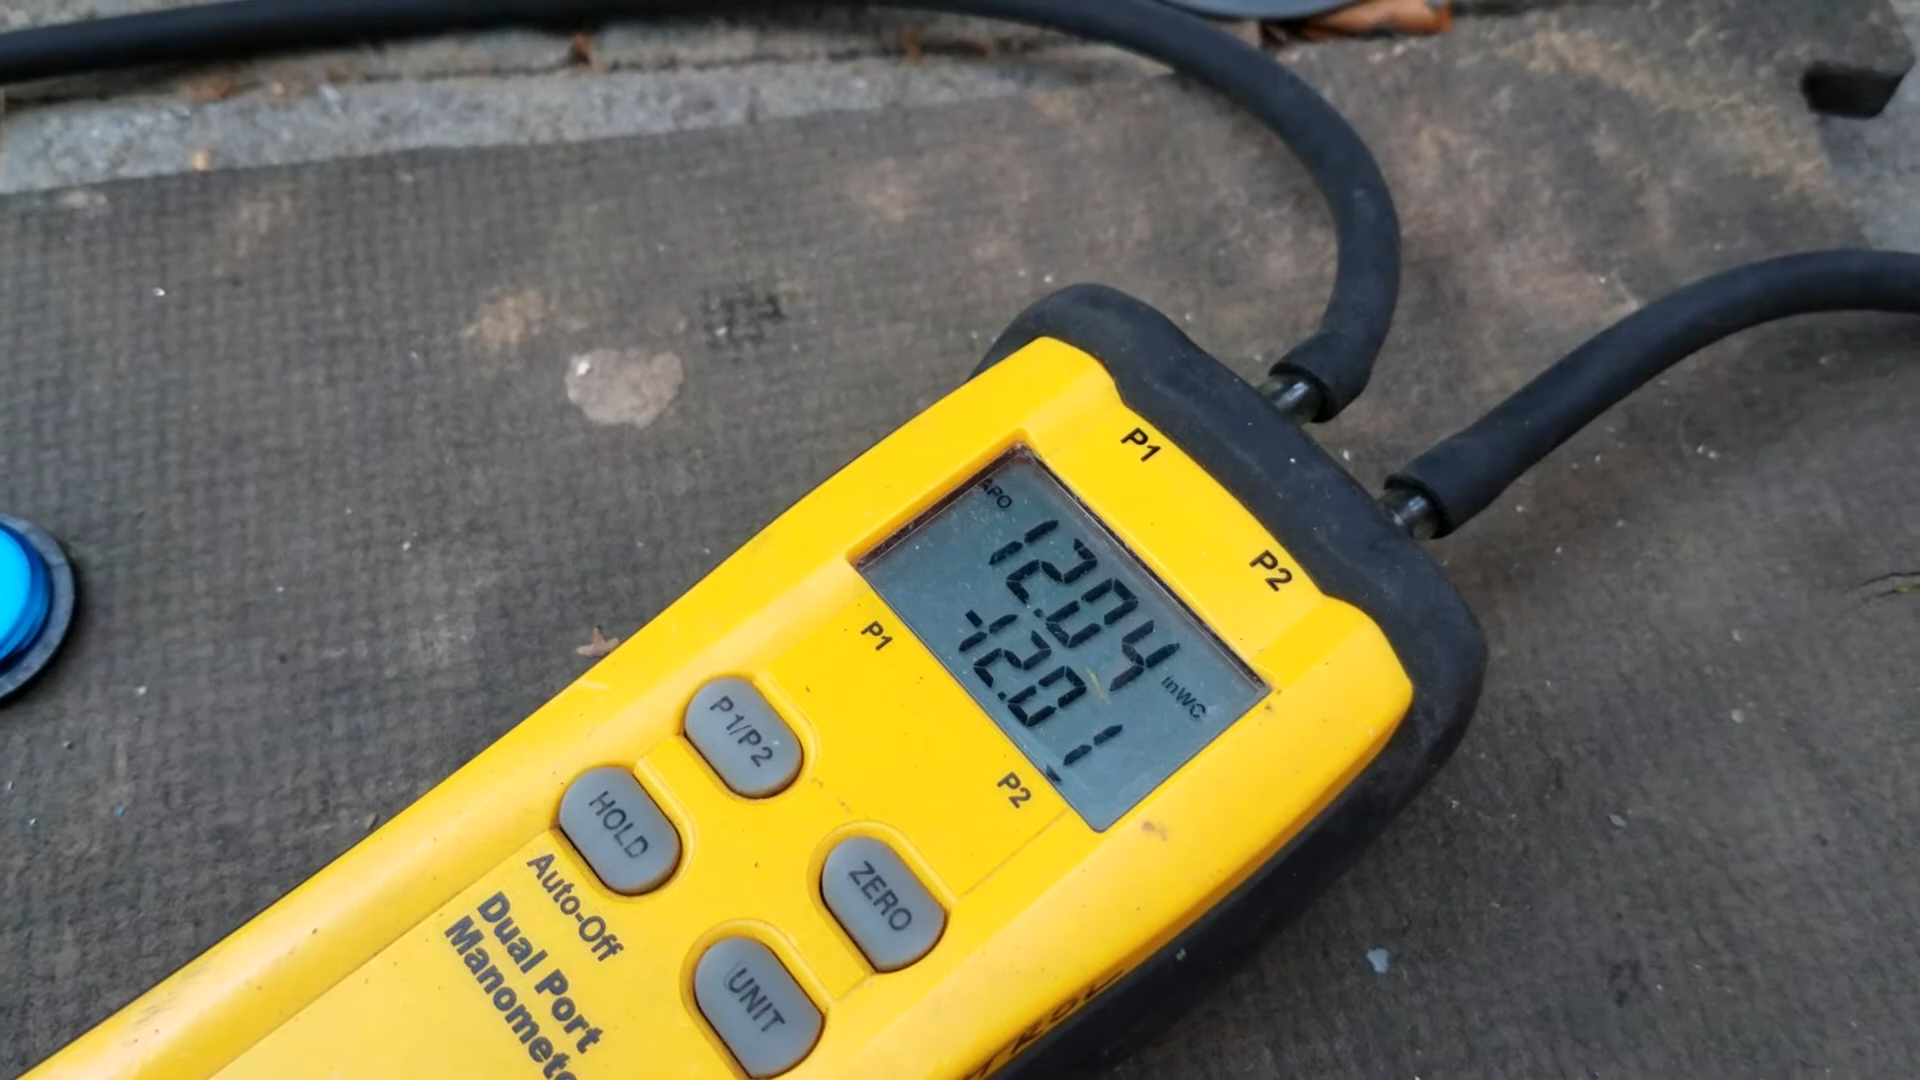 P1
P2
APO
12.04
inWC
-12.01
P1
P2
P1/P2
HOLD
ZERO
Auto-Off
UNIT
Dual Port